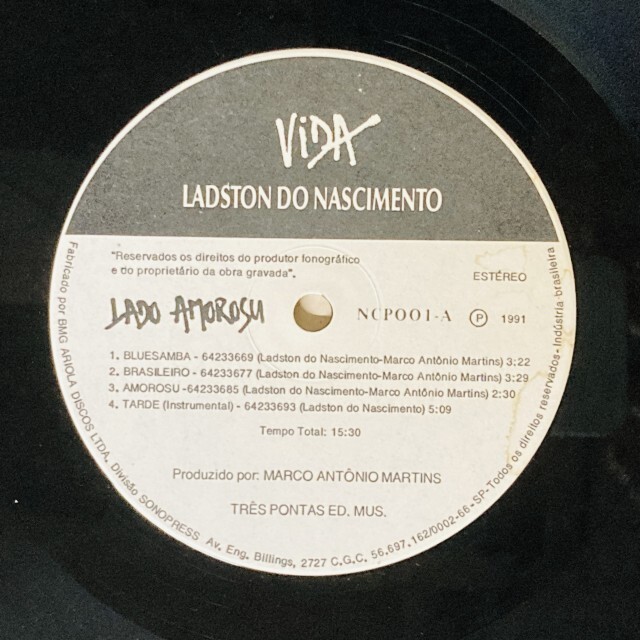 ViDA
LADSTON DO NASCIMENTO
"Reservados os direitos do produtor fonográfico
e do proprietário da obra gravada".
ESTÉREO
LADO AMOROSU
NCP001-A Ⓟ 1991
1. BLUESAMBA - 64233669 (Ladston do Nascimento-Marco Antônio Martins) 3:22
2. BRASILEIRO - 64233677 (Ladston do Nascimento-Marco Antônio Martins) 3:29
3. AMOROSU -64233685 (Ladston do Nascimento-Marco Antônio Martins) 2:30
4. TARDE (Instrumental) - 64233693 (Ladston do Nascimento) 5:09
Tempo Total: 15:30
Produzido por: MARCO ANTÔNIO MARTINS
TRÊS PONTAS ED. MUS.
Fabricado por BMG ARIOLA DISCOS LTDA. Divisão SONOPRESS Av. Eng. Billings, 2727 C.G.C. 56.697.162/0002-66-SP-Todos os direitos reservados-Indústria brasileira